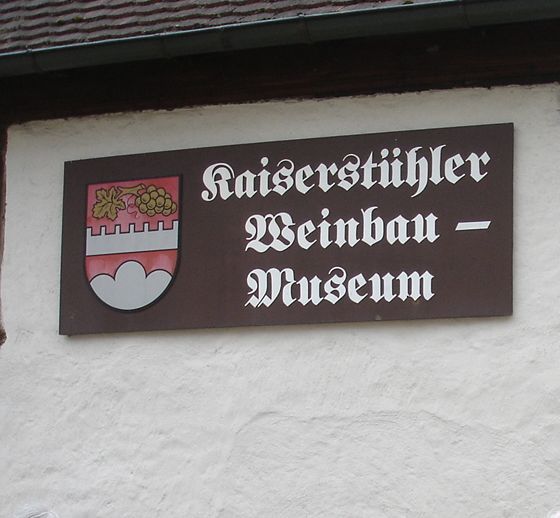 Kaiserstühler
Weinbau –
Museum